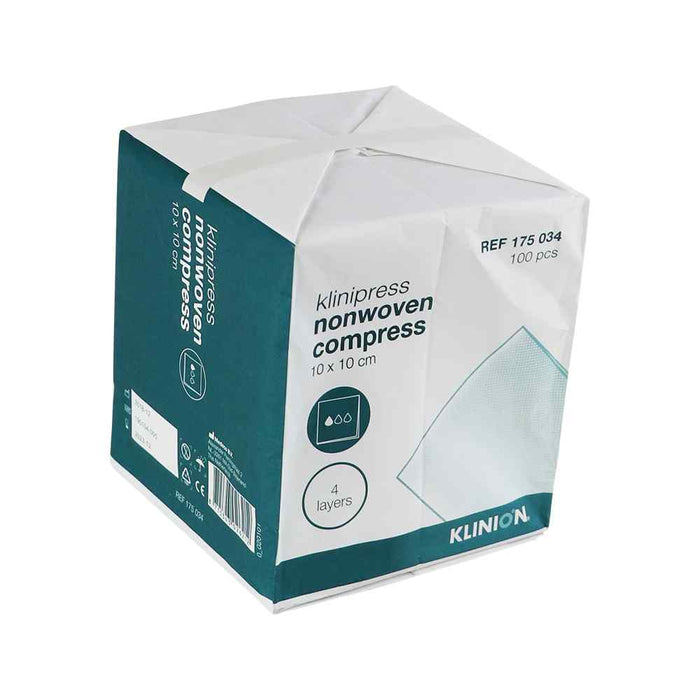 klinipress
nonwoven
compress
10 x 10 cm
REF 175 034
100 pcs
klinipress
nonwoven
compress
10 x 10 cm
4
layers
KLINION
REF 175 034